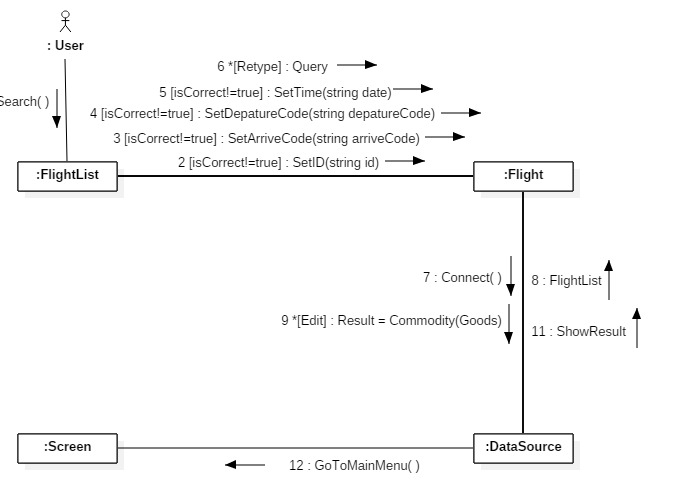 : User
6 *[Retype] : Query
5 [isCorrect!=true] : SetTime(string date)
Search( )
4 [isCorrect!=true] : SetDepatureCode(string depatureCode)
3 [isCorrect!=true] : SetArriveCode(string arriveCode)
2 [isCorrect!=true] : SetID(string id)
:FlightList
:Flight
7 : Connect( )
8 : FlightList
9 *[Edit] : Result = Commodity(Goods)
11 : ShowResult
:Screen
:DataSource
12 : GoToMainMenu( )